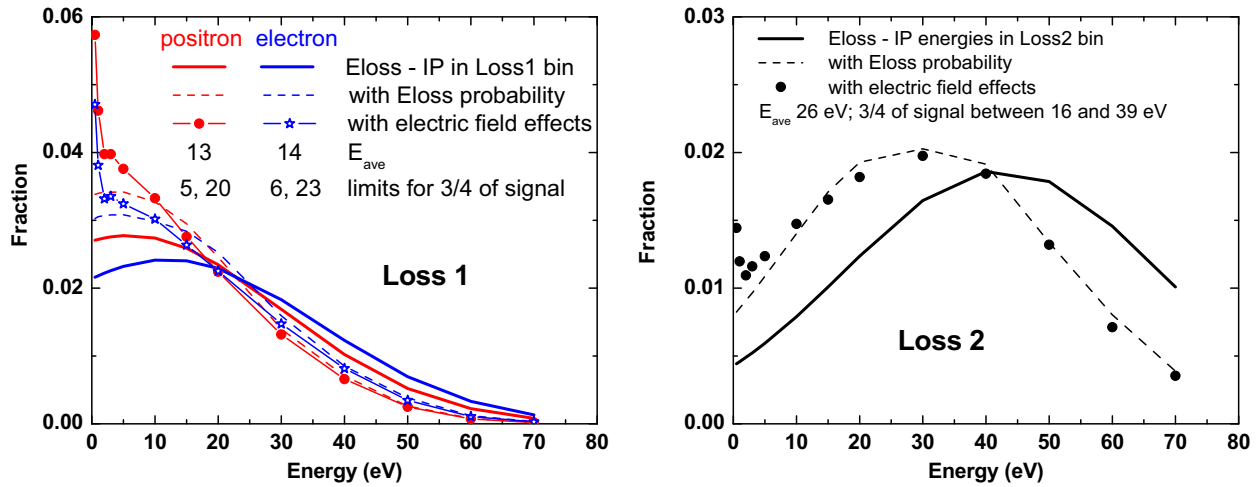 0.06
0.04
0.02
0.00
Fraction
0 10 20 30 40 50 60 70 80
Energy (eV)
positron electron
Eloss - IP in Loss1 bin
with Eloss probability
with electric field effects
13 14 E_ave
5, 20 6, 23 limits for 3/4 of signal
Loss 1
0.03
0.02
0.01
0.00
Fraction
0 10 20 30 40 50 60 70 80
Energy (eV)
Eloss - IP energies in Loss2 bin
with Eloss probability
with electric field effects
E_ave 26 eV; 3/4 of signal between 16 and 39 eV
Loss 2